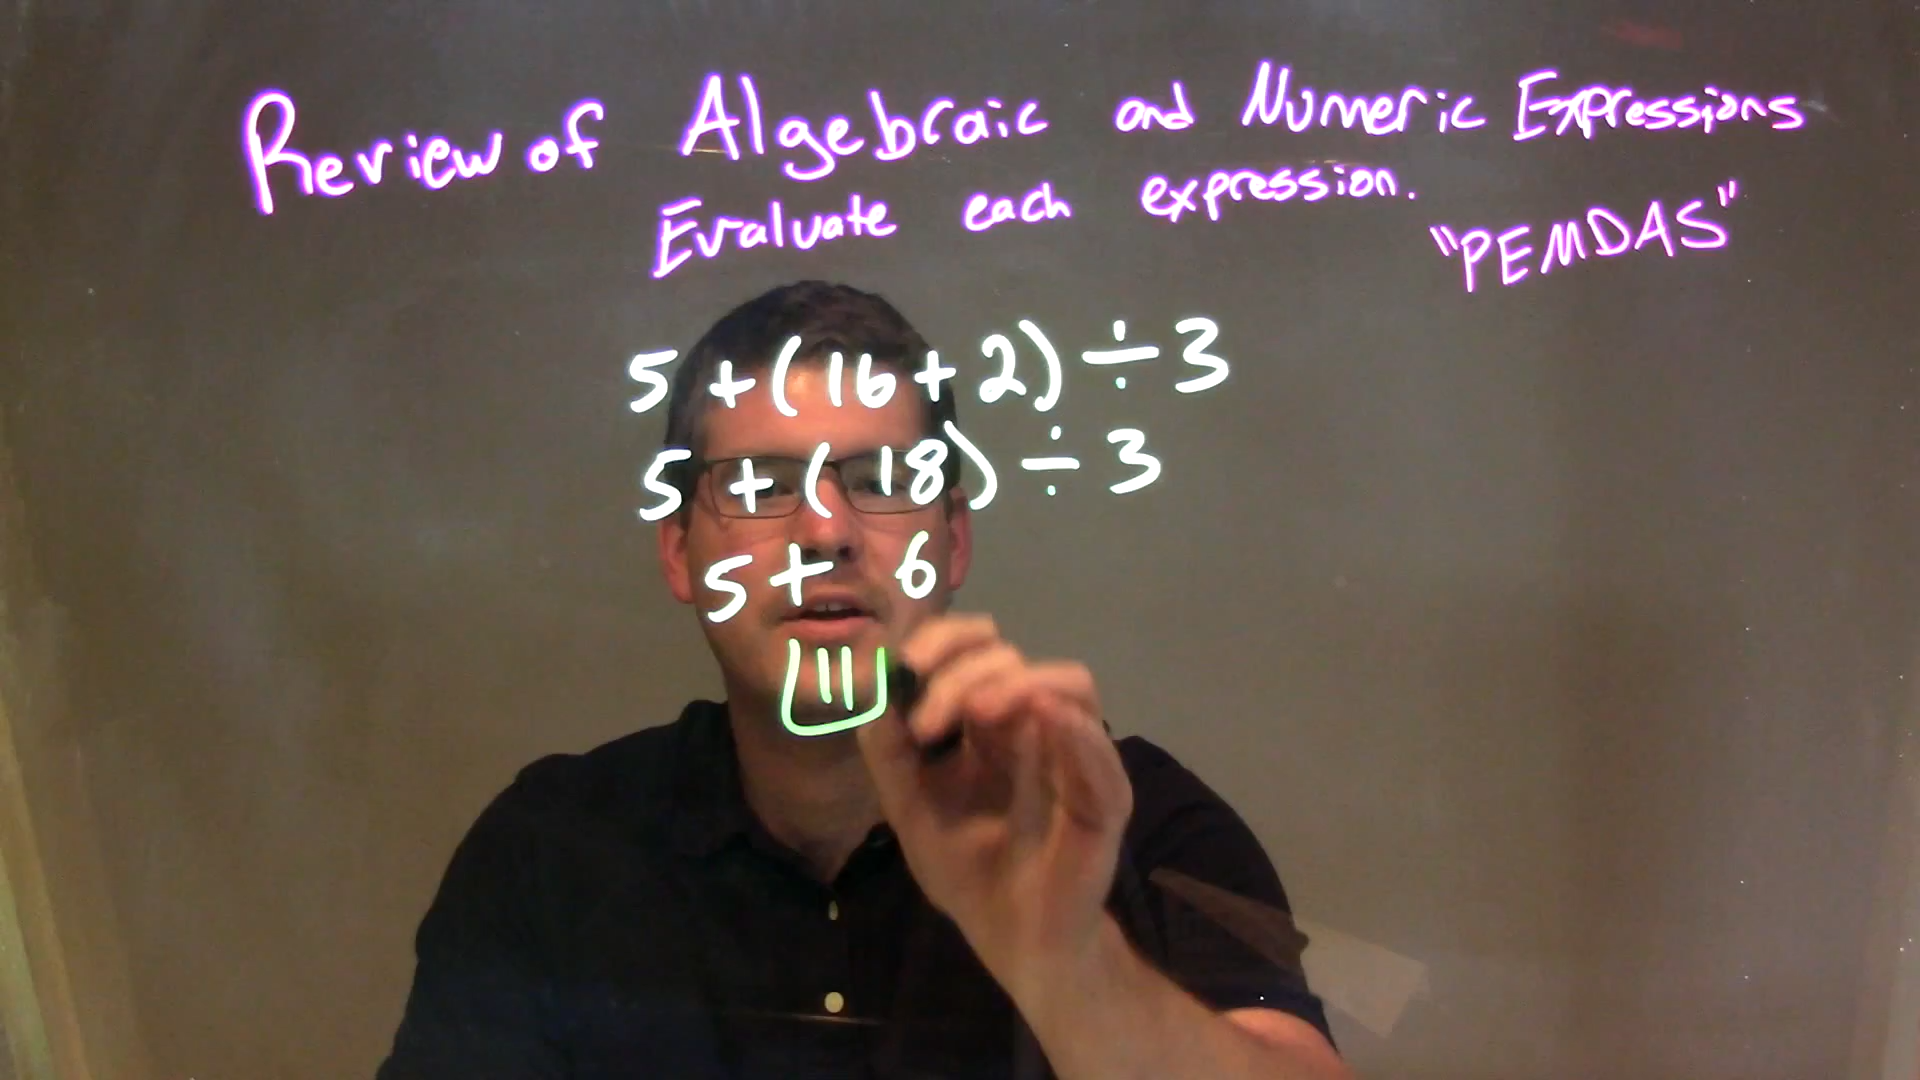 Review of Algebraic and Numeric Expressions
Evaluate each expression.
"PEMDAS"
5 + (16 + 2) ÷ 3
5 + (18) ÷ 3
5 + 6
11